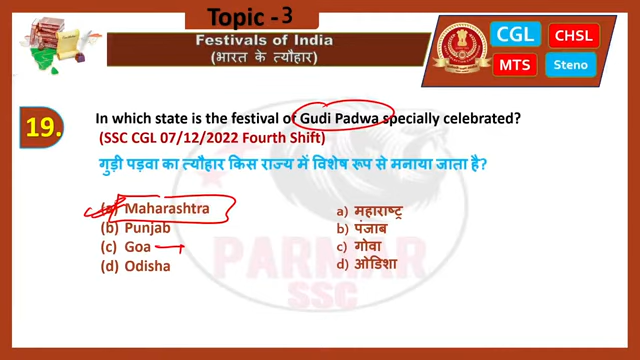 Topic -3
Festivals of India
(भारत के त्यौहार)
CGL CHSL
MTS Steno
19.
In which state is the festival of Gudi Padwa specially celebrated?
(SSC CGL 07/12/2022 Fourth Shift)
गुड़ी पड़वा का त्यौहार किस राज्य में विशेष रूप से मनाया जाता है?
(a) Maharashtra
(b) Punjab
(c) Goa
(d) Odisha
a) महाराष्ट्र
b) पंजाब
c) गोवा
d) ओडिशा
PARMAR
SSC